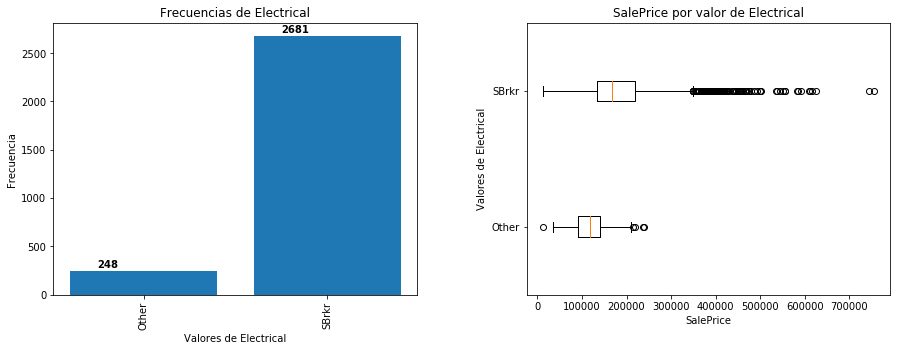 Frecuencias de Electrical
2681
2500
2000
1500
1000
500
0
248
Frecuencia
Other
SBrkr
Valores de Electrical
SalePrice por valor de Electrical
SBrkr
Other
Valores de Electrical
0 100000 200000 300000 400000 500000 600000 700000
SalePrice